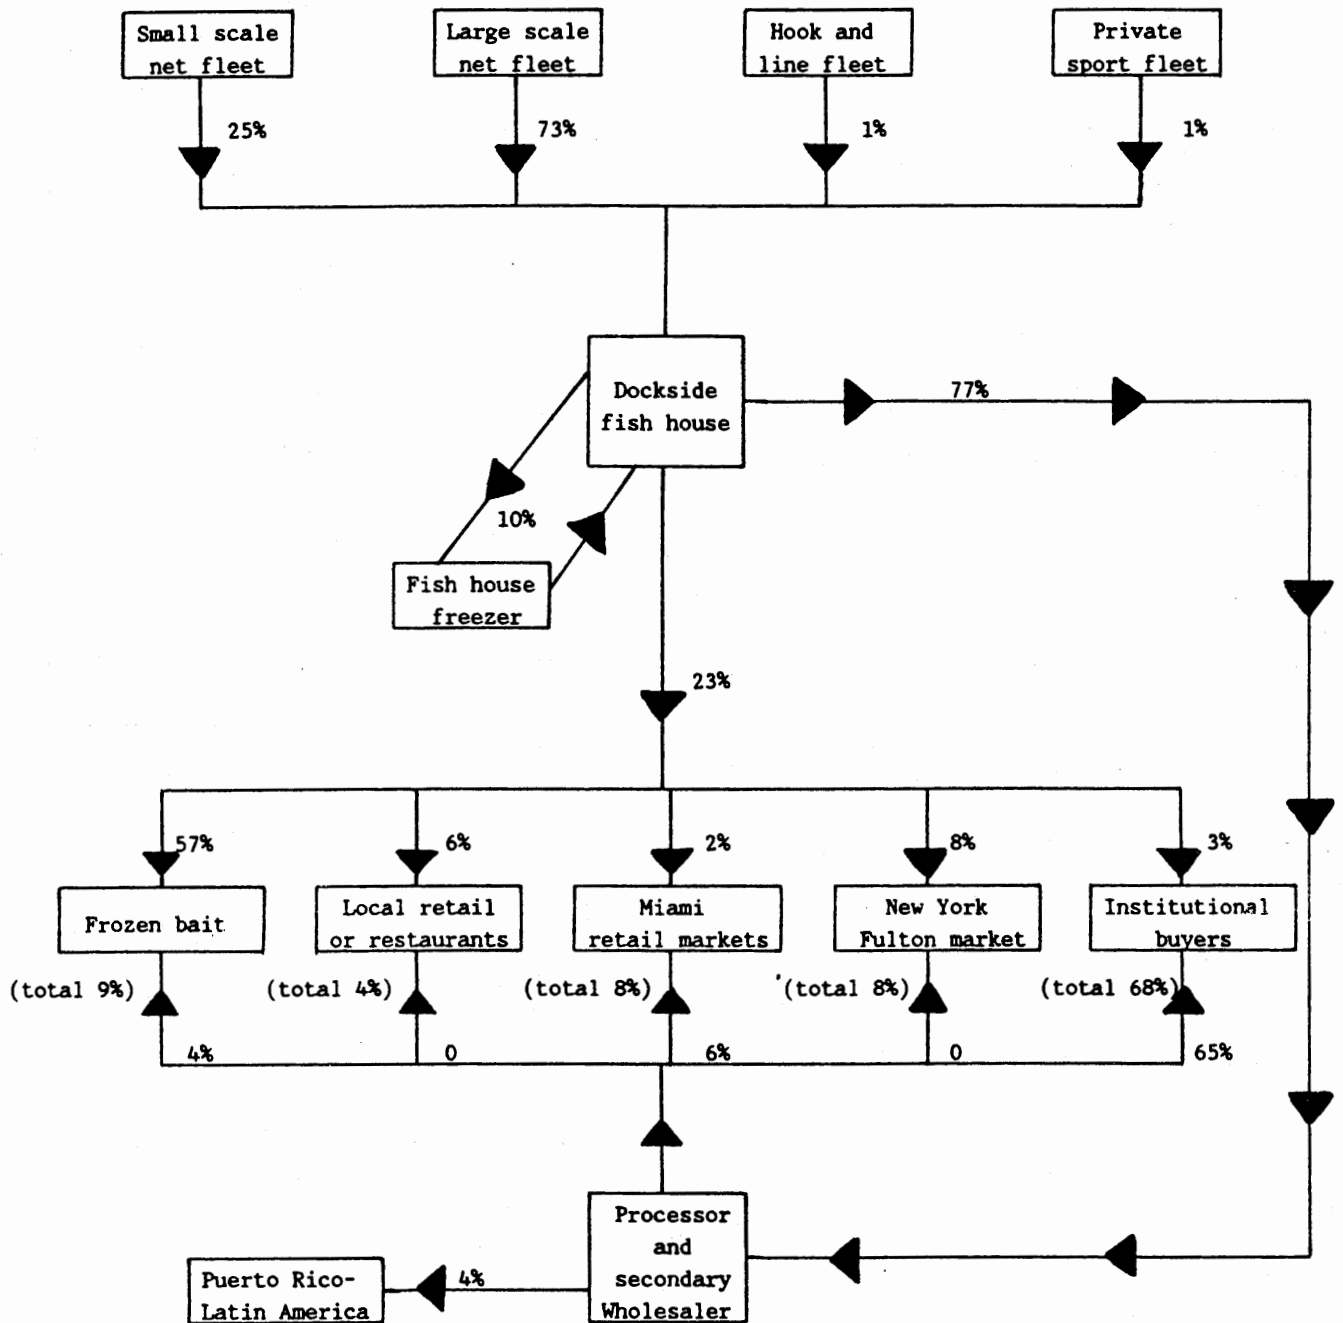 Small scale
net fleet
Large scale
net fleet
Hook and
line fleet
Private
sport fleet
25%
73%
1%
1%
Dockside
fish house
77%
10%
Fish house
freezer
23%
57%
6%
2%
8%
3%
Frozen bait
Local retail
or restaurants
Miami
retail markets
New York
Fulton market
Institutional
buyers
(total 9%)
(total 4%)
(total 8%)
(total 8%)
(total 68%)
4%
0
6%
0
65%
Processor
and
secondary
Wholesaler
4%
Puerto Rico-
Latin America